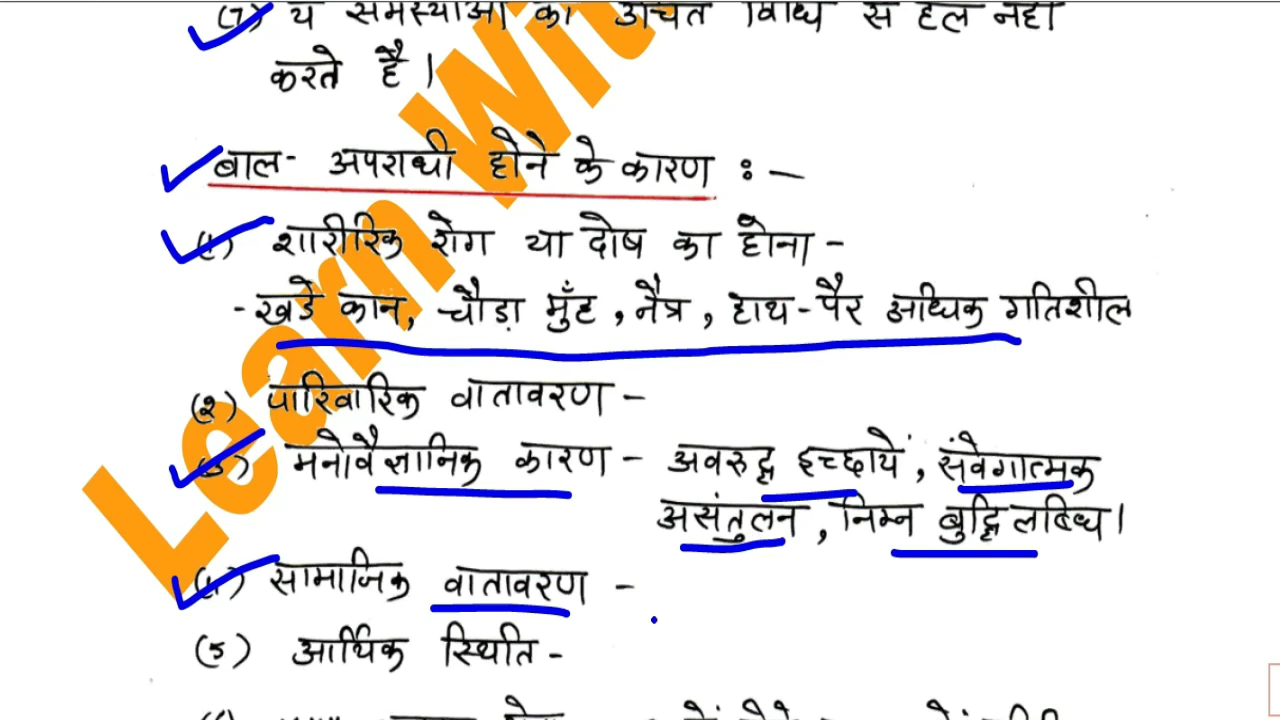 (7) ये समस्याओं का उचित विधि से हल नहीं
करते है।
बाल- अपराधी होने के कारण :-
(1) शारीरिक रोग या दोष का होना -
- खडे कान, चौड़ा मुँह, नैत्र, हाथ-पैर अधिक गतिशील
(2) पारिवारिक वातावरण -
(3) मनोवैज्ञानिक कारण - अवरुद्ध इच्छायें, संवेगात्मक
असंतुलन, निम्न बुद्धि लब्धि।
(4) सामाजिक वातावरण -
(5) आर्थिक स्थिति -
Learn Wit